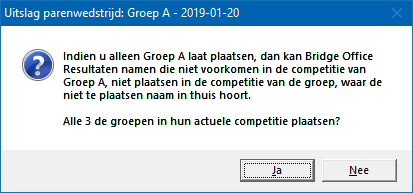 Uitslag parenwedstrijd: Groep A - 2019-01-20
Indien u alleen Groep A laat plaatsen, dan kan Bridge Office
Resultaten namen die niet voorkomen in de competitie van
Groep A, niet plaatsen in de competitie van de groep, waar de
niet te plaatsen naam in thuis hoort.
Alle 3 de groepen in hun actuele competitie plaatsen?
Ja Nee